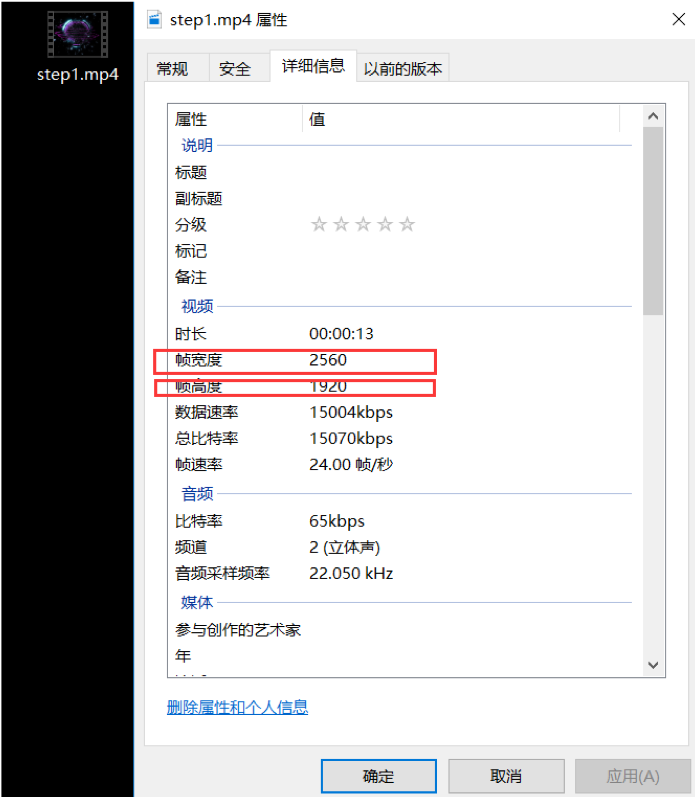 step1.mp4
step1.mp4 属性
常规 安全 详细信息 以前的版本
属性 值
说明
标题
副标题
分级 ☆☆☆☆☆
标记
备注
视频
时长 00:00:13
帧宽度 2560
帧高度 1920
数据速率 15004kbps
总比特率 15070kbps
帧速率 24.00 帧/秒
音频
比特率 65kbps
频道 2 (立体声)
音频采样频率 22.050 kHz
媒体
参与创作的艺术家
年
删除属性和个人信息
确定 取消 应用(A)